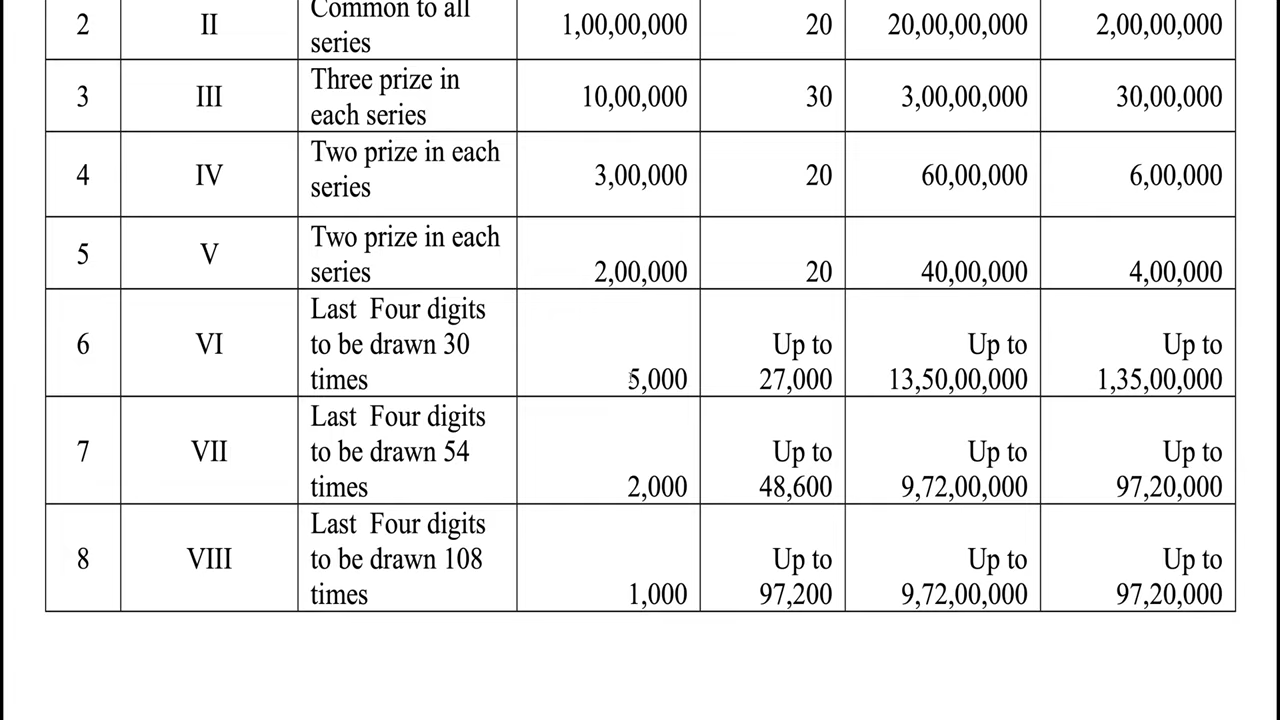 2 II Common to all series 1,00,00,000 20 20,00,00,000 2,00,00,000
3 III Three prize in each series 10,00,000 30 3,00,00,000 30,00,000
4 IV Two prize in each series 3,00,000 20 60,00,000 6,00,000
5 V Two prize in each series 2,00,000 20 40,00,000 4,00,000
6 VI Last Four digits to be drawn 30 times 5,000 Up to 27,000 Up to 13,50,00,000 Up to 1,35,00,000
7 VII Last Four digits to be drawn 54 times 2,000 Up to 48,600 Up to 9,72,00,000 Up to 97,20,000
8 VIII Last Four digits to be drawn 108 times 1,000 Up to 97,200 Up to 9,72,00,000 Up to 97,20,000